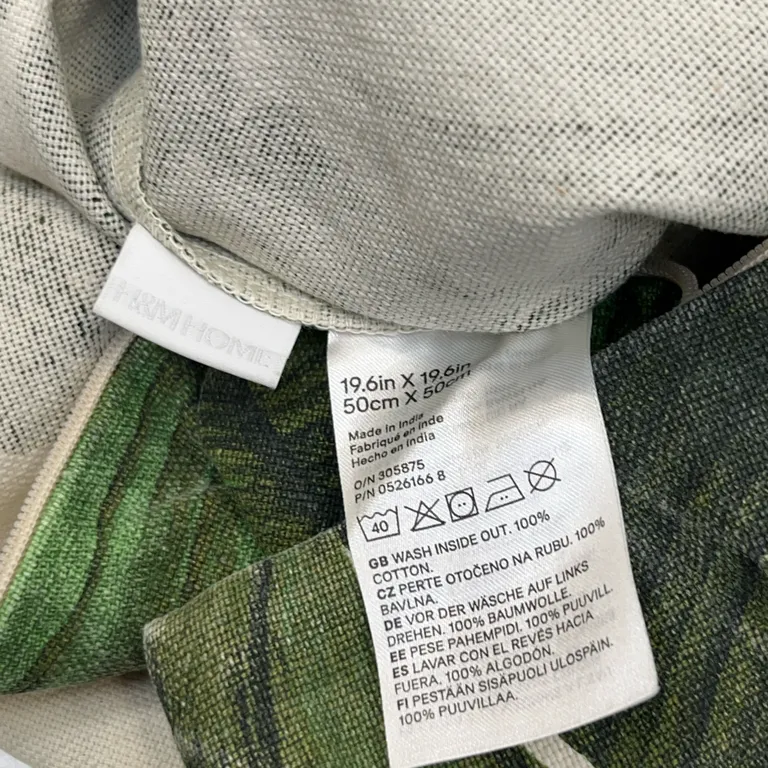 H&M HOME
19.6in X 19.6in
50cm X 50cm
Made in India
Fabriqué en Inde
Hecho en India
O/N 305875
P/N 0526166 8
40
GB WASH INSIDE OUT. 100%
COTTON.
CZ PERTE OTOČENO NA RUBU. 100%
BAVLNA.
DE VOR DER WÄSCHE AUF LINKS
DREHEN. 100% BAUMWOLLE.
EE PESE PAHEMPIDI. 100% PUUVILL.
ES LAVAR CON EL REVÉS HACIA
FUERA. 100% ALGODÓN.
FI PESTÄÄN SISÄPUOLI ULOSPÄIN.
100% PUUVILLAA.